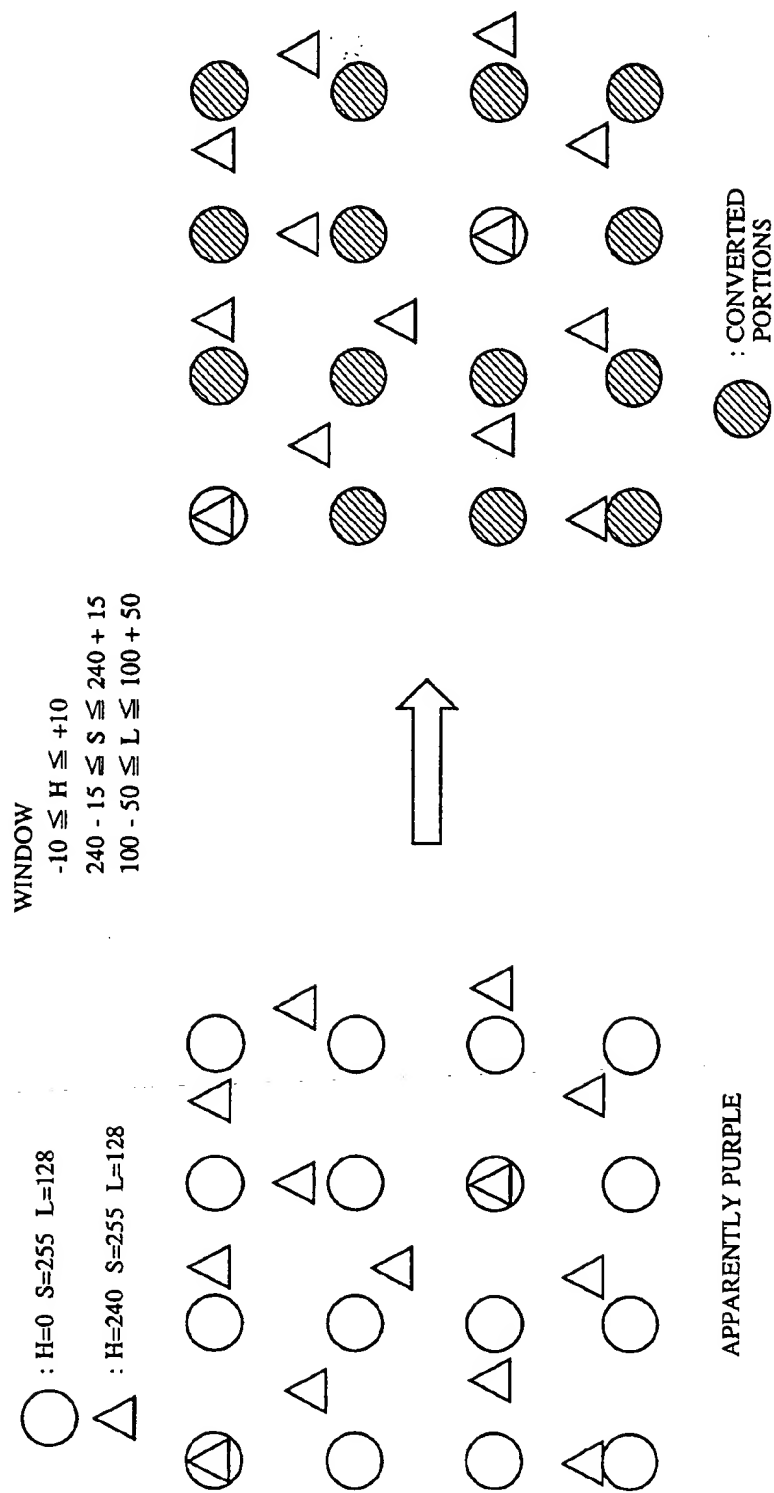 ○ : H=0 S=255 L=128
△ : H=240 S=255 L=128
WINDOW
-10 ≦ H ≦ +10
240 - 15 ≦ S ≦ 240 + 15
100 - 50 ≦ L ≦ 100 + 50
APPARENTLY PURPLE
: CONVERTED
PORTIONS